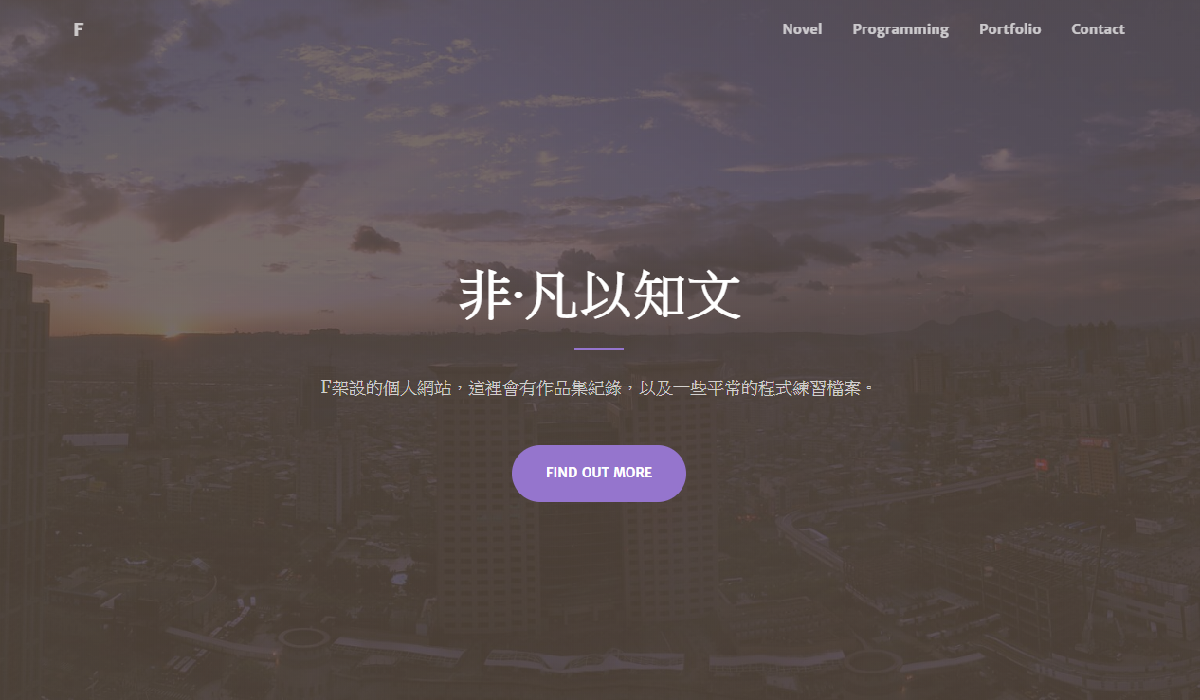 F
Novel Programming Portfolio Contact
非·凡以知文
F架設的個人網站，這裡會有作品集紀錄，以及一些平常的程式練習檔案。
FIND OUT MORE